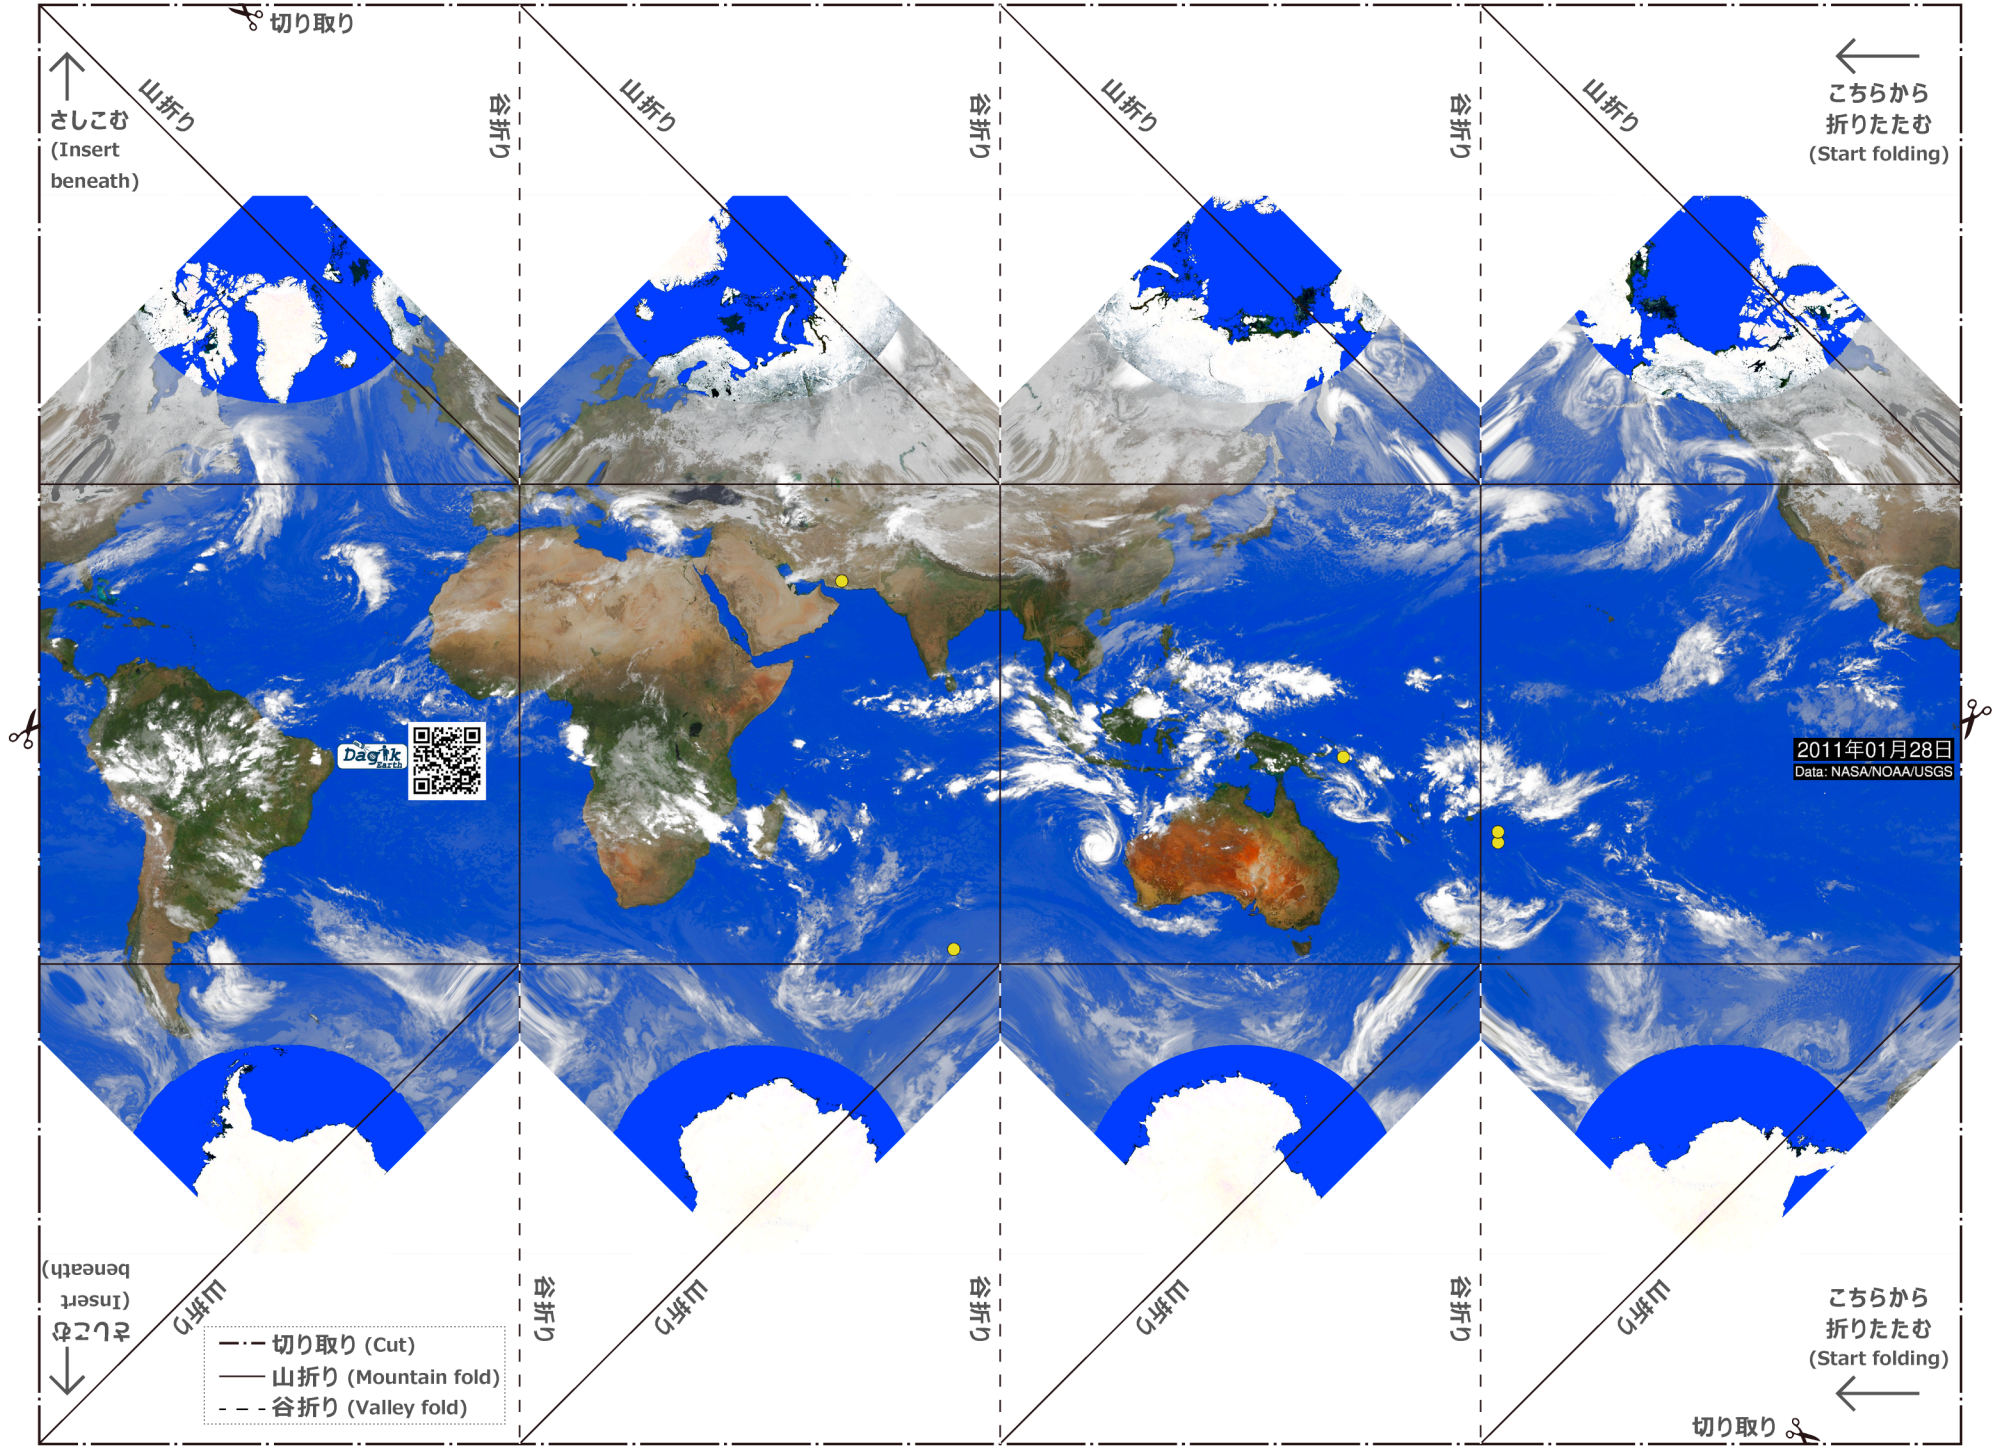 切り取り
さしこむ
(Insert
beneath)
山折り
谷折り
山折り
谷折り
山折り
谷折り
山折り
こちらから
折りたたむ
(Start folding)
Dagik
Earth
2011年01月28日
Data: NASA/NOAA/USGS
さしこむ
(Insert
beneath)
山折り
谷折り
山折り
谷折り
山折り
谷折り
山折り
こちらから
折りたたむ
(Start folding)
切り取り (Cut)
山折り (Mountain fold)
谷折り (Valley fold)
切り取り